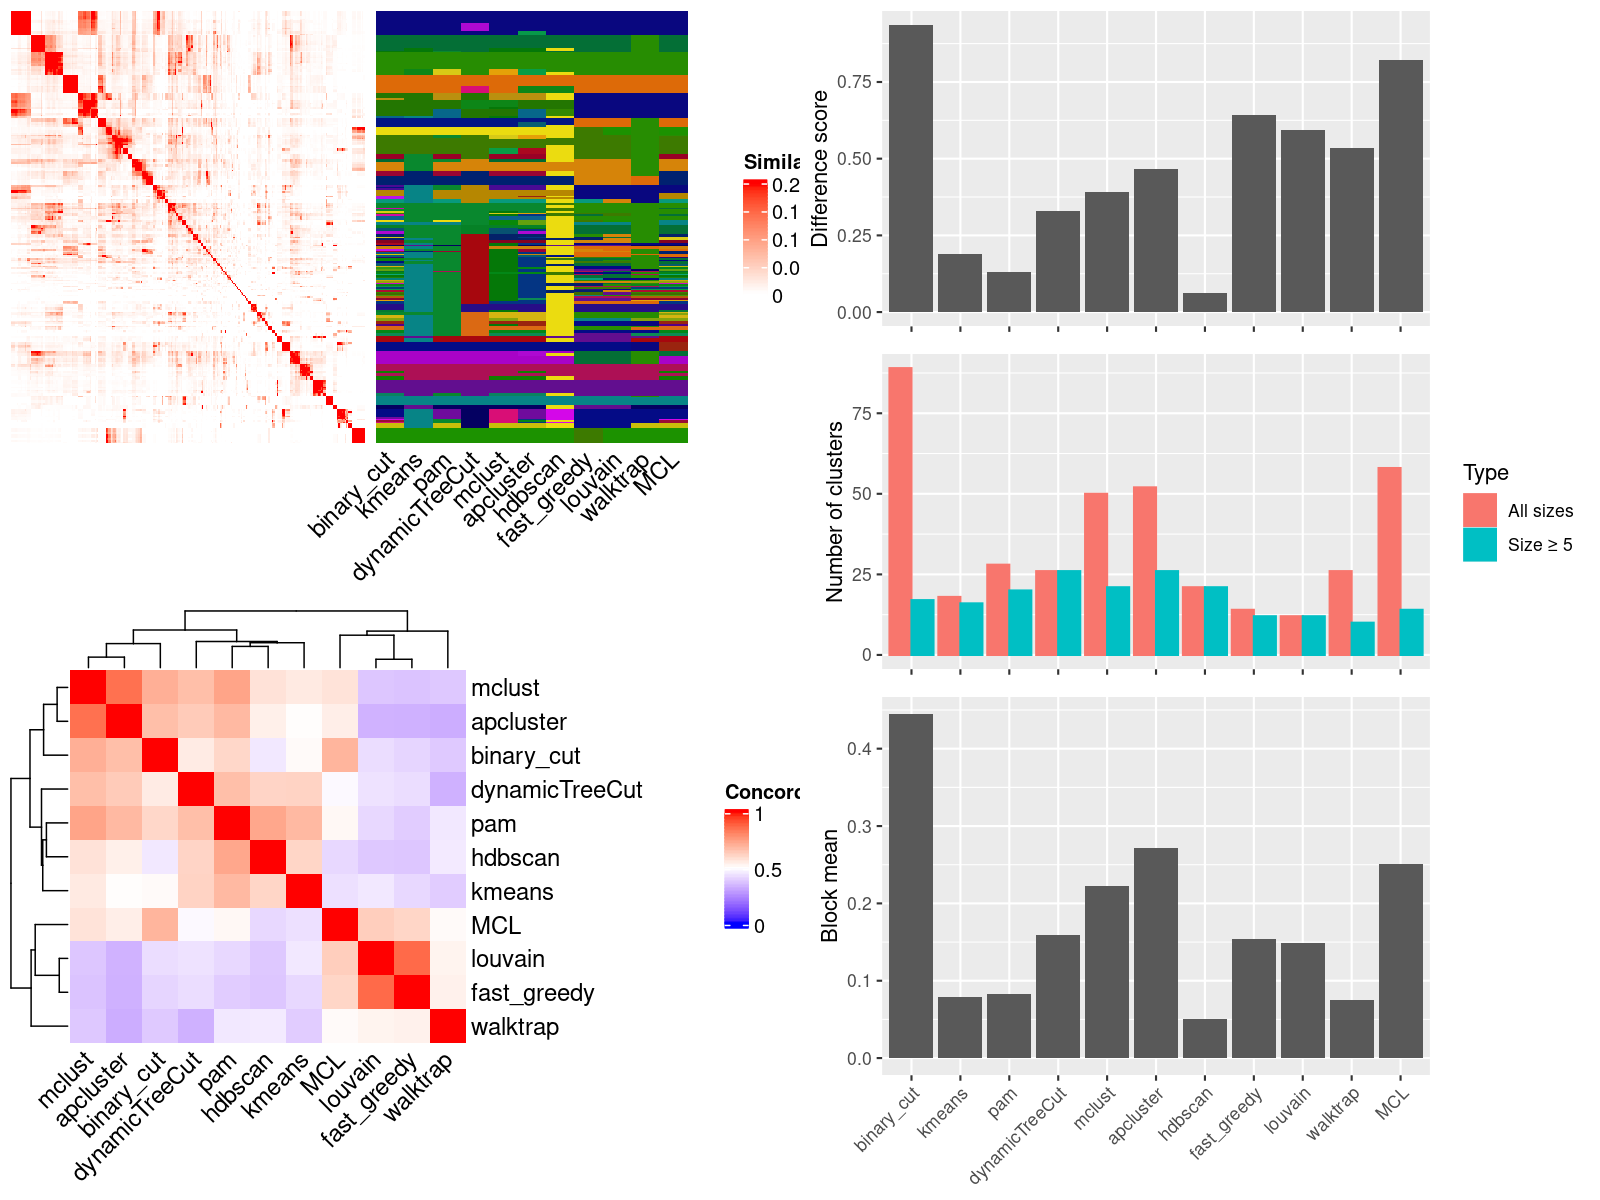 Simila
0.2
0.1
0.1
0.0
0
binary_cut
kmeans
pam
dynamicTreeCut
mclust
apcluster
hdbscan
fast_greedy
louvain
walktrap
MCL
Difference score
0.75
0.50
0.25
0.00
Number of clusters
75
50
25
0
Type
All sizes
Size ≥ 5
mclust
apcluster
binary_cut
dynamicTreeCut
pam
hdbscan
kmeans
MCL
louvain
fast_greedy
walktrap
mclust
apcluster
binary_cut
dynamicTreeCut
pam
hdbscan
kmeans
MCL
louvain
fast_greedy
walktrap
Concord
1
0.5
0
Block mean
0.4
0.3
0.2
0.1
0.0
binary_cut
kmeans
pam
dynamicTreeCut
mclust
apcluster
hdbscan
fast_greedy
louvain
walktrap
MCL